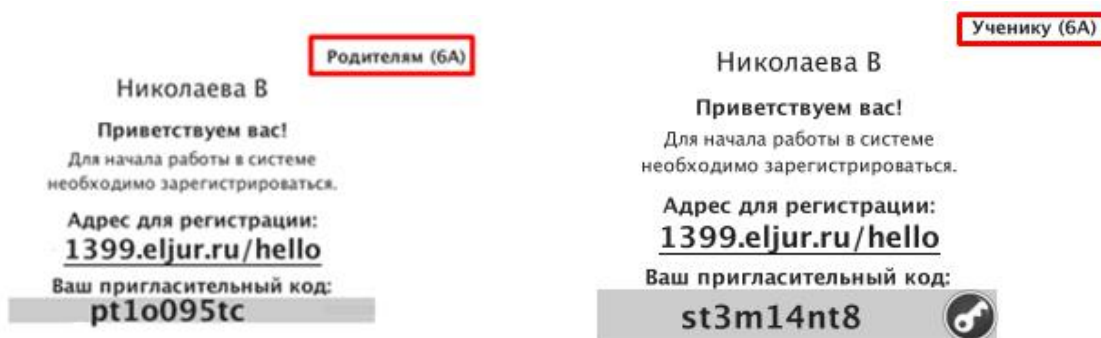 Родителям (6А)
Николаева В
Приветствуем вас!
Для начала работы в системе
необходимо зарегистрироваться.
Адрес для регистрации:
1399.eljur.ru/hello
Ваш пригласительный код:
pt1o095tc
Ученику (6А)
Николаева В
Приветствуем вас!
Для начала работы в системе
необходимо зарегистрироваться.
Адрес для регистрации:
1399.eljur.ru/hello
Ваш пригласительный код:
st3m14nt8